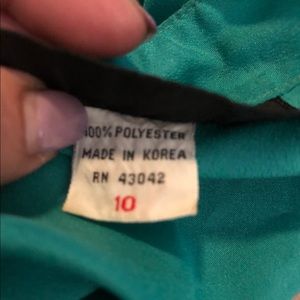 100% POLYESTER
MADE IN KOREA
RN 43042
10